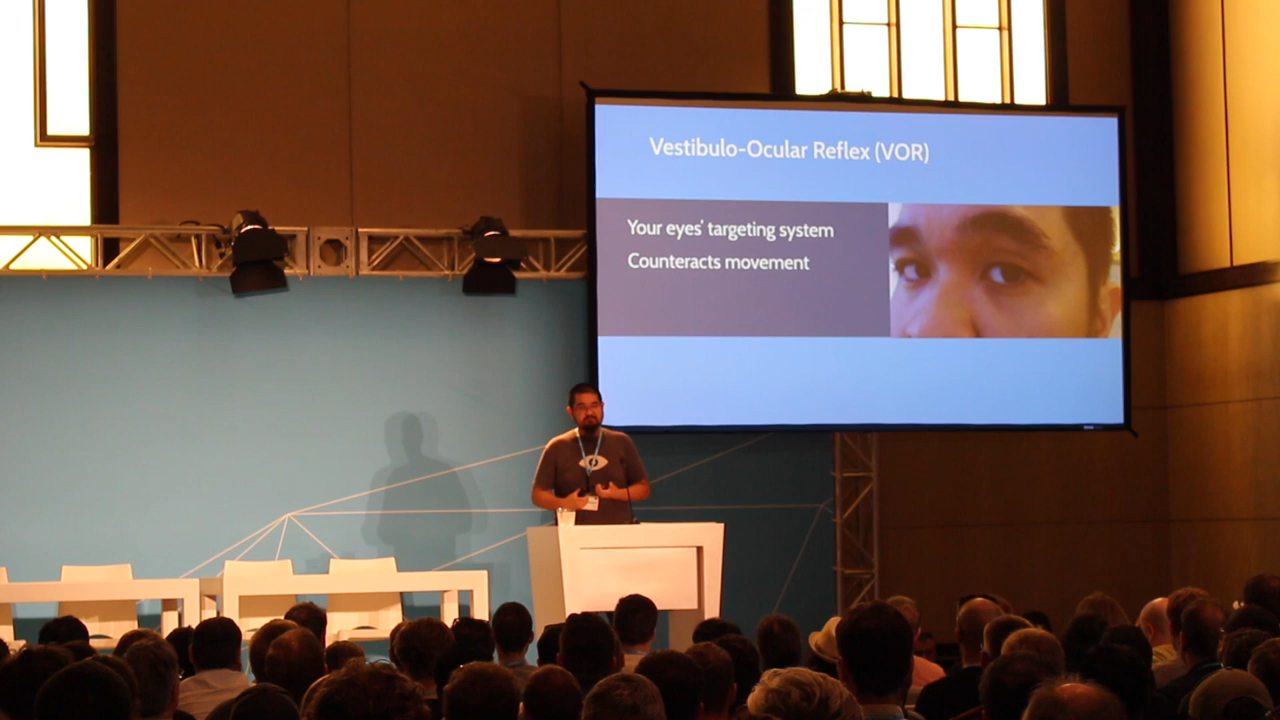 Vestibulo-Ocular Reflex (VOR)
Your eyes' targeting system
Counteracts movement